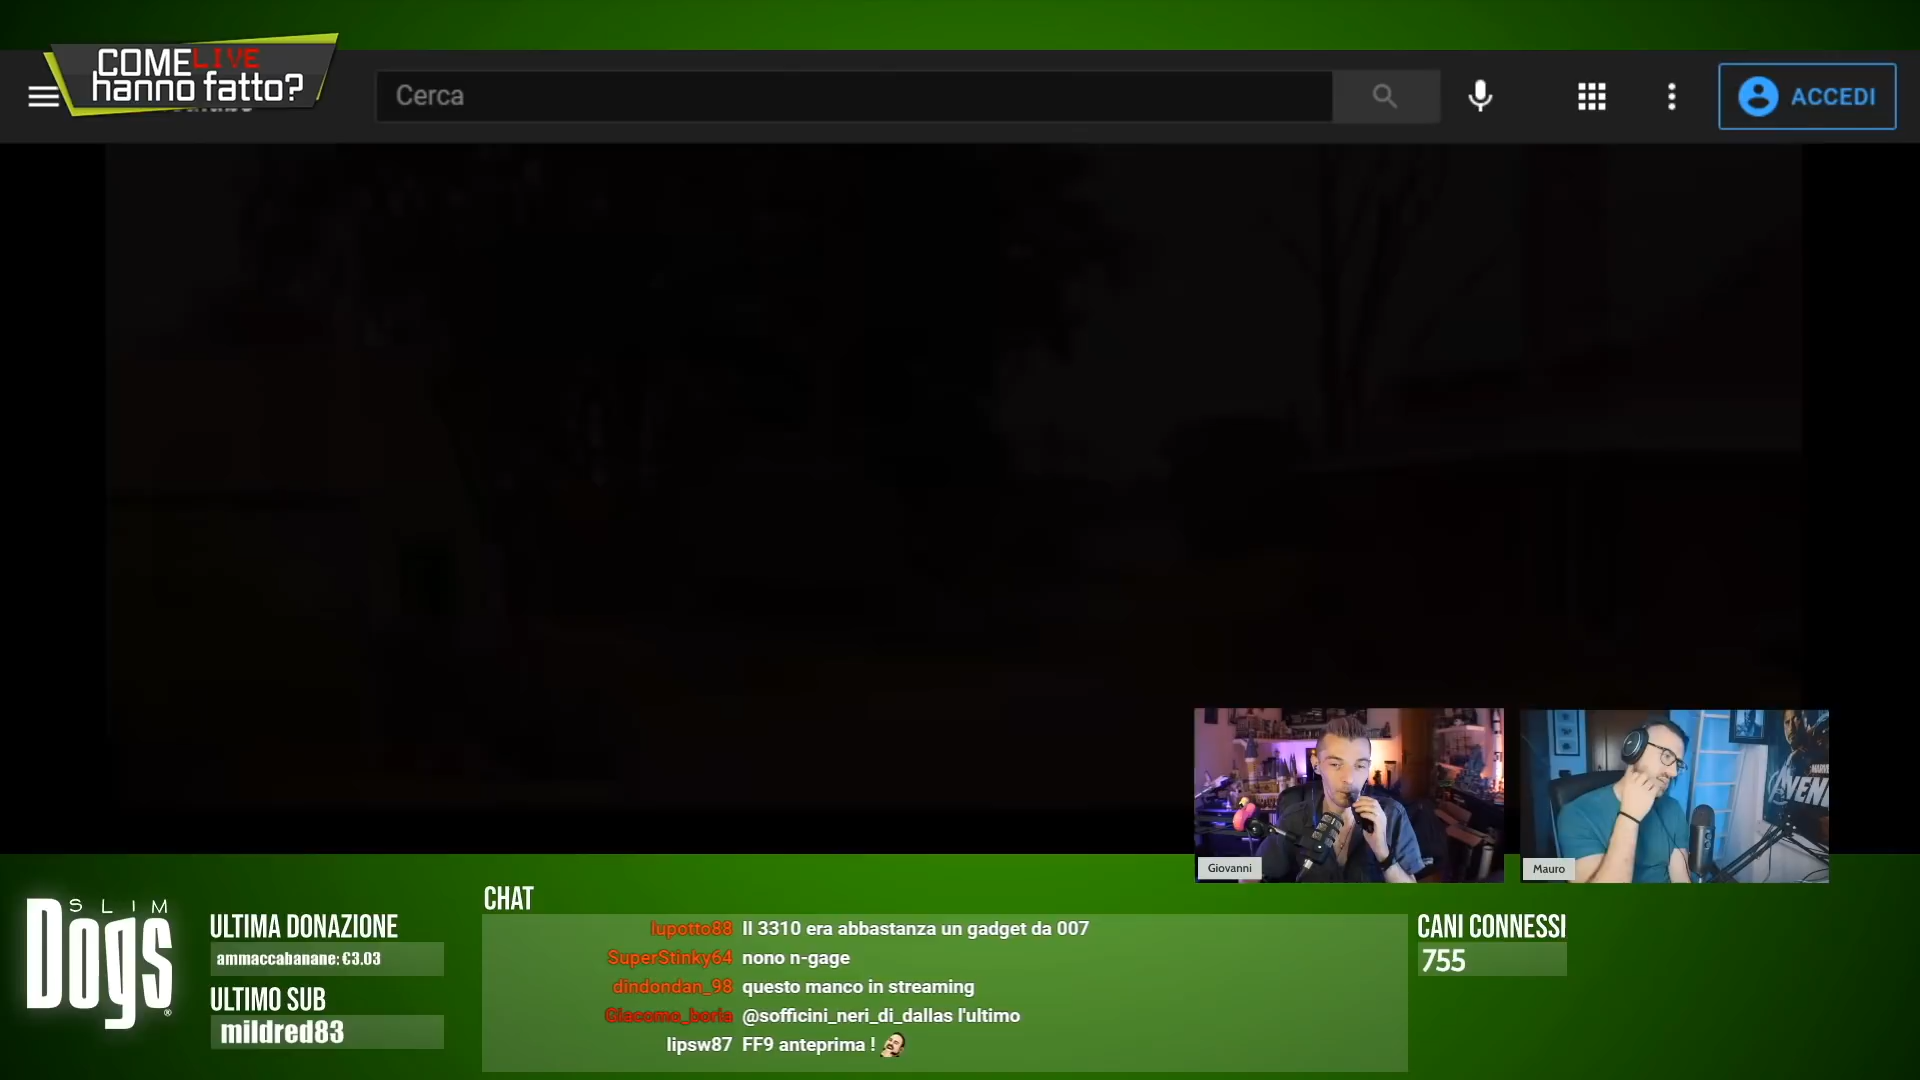 COME LIVE
hanno fatto?
Cerca
ACCEDI
MARVEL
AVEN
Giovanni
Mauro
SLIM
Dogs
®
ULTIMA DONAZIONE
ammaccabanane: €3.03
ULTIMO SUB
mildred83
CHAT
lupotto88 Il 3310 era abbastanza un gadget da 007
SuperStinky64 nono n-gage
dindondan_98 questo manco in streaming
Giacomo_boria @sofficini_neri_di_dallas l'ultimo
lipsw87 FF9 anteprima !
CANI CONNESSI
755